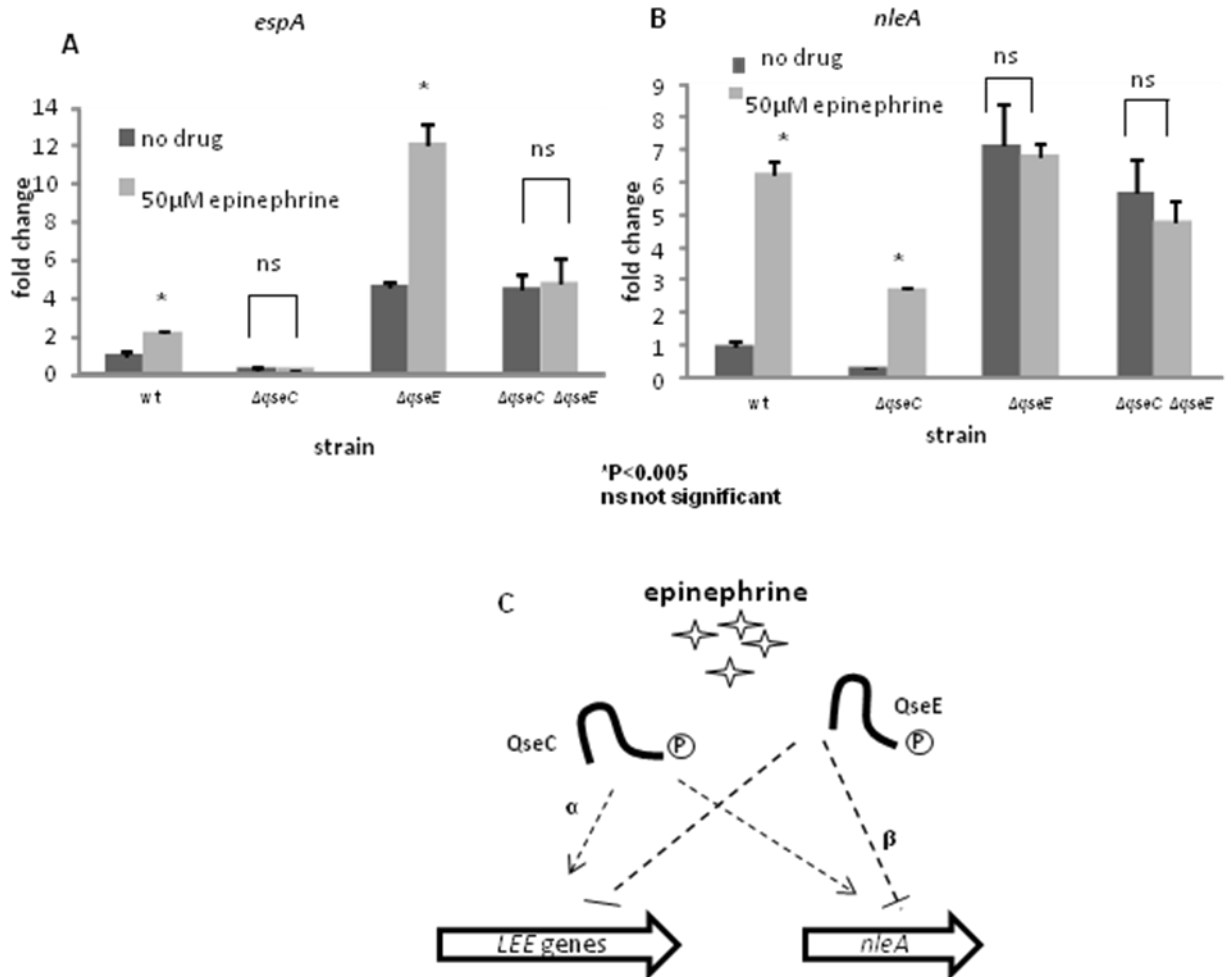 A
espA
fold change
14
12
10
8
6
4
2
0
no drug
50µM epinephrine
*
ns
*
ns
wt
ΔqseC
ΔqseE
ΔqseC ΔqseE
strain
B
nleA
fold change
9
8
7
6
5
4
3
2
1
0
no drug
50µM epinephrine
*
*
ns
ns
wt
ΔqseC
ΔqseE
ΔqseC ΔqseE
strain
*P<0.005
ns not significant
C
epinephrine
QseC
P
QseE
P
α
β
LEE genes
nleA